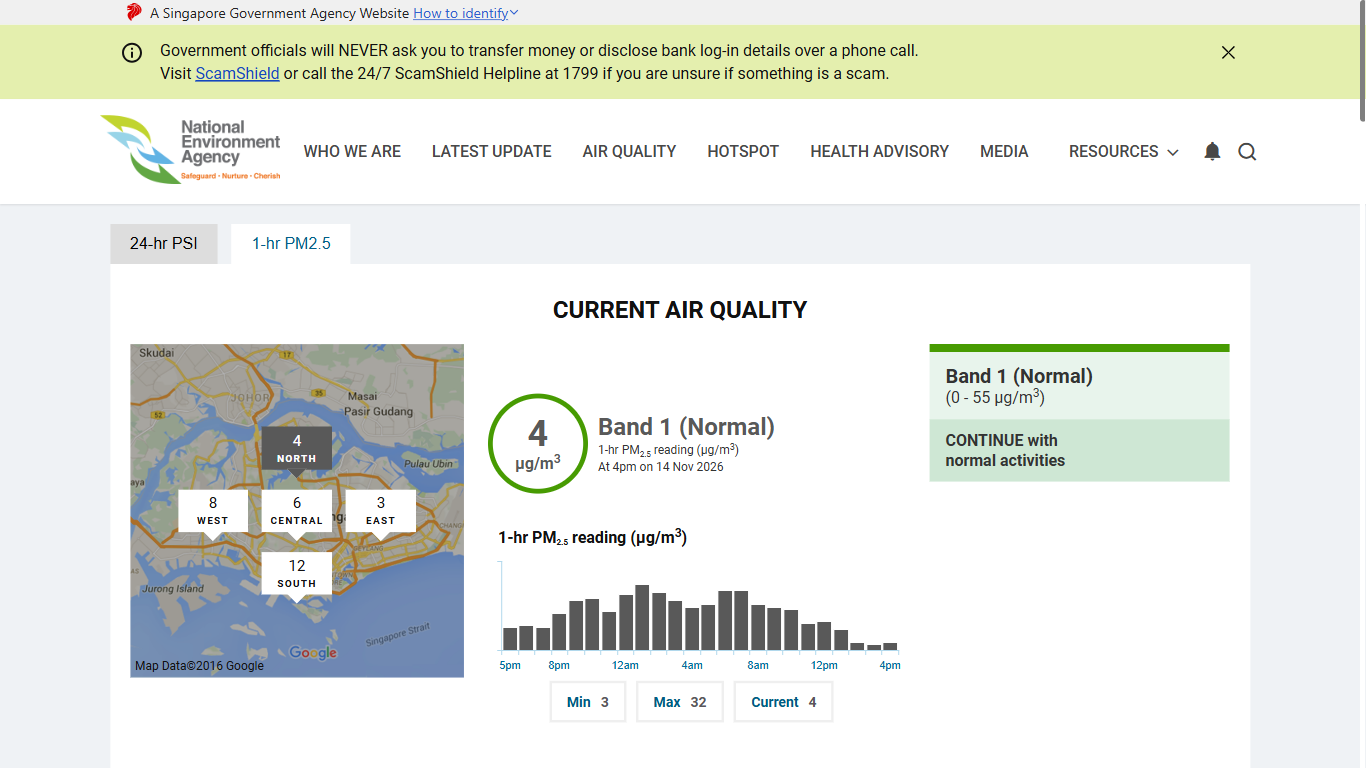 A Singapore Government Agency Website How to identify
Government officials will NEVER ask you to transfer money or disclose bank log-in details over a phone call.
Visit ScamShield or call the 24/7 ScamShield Helpline at 1799 if you are unsure if something is a scam.
National
Environment
Agency
Safeguard · Nurture · Cherish
WHO WE ARE
LATEST UPDATE
AIR QUALITY
HOTSPOT
HEALTH ADVISORY
MEDIA
RESOURCES
24-hr PSI
1-hr PM2.5
CURRENT AIR QUALITY
Skudai
17
JOHOR
35
Masai
52
Pasir Gudang
4
NORTH
Pulau Ubin
8
WEST
6
CENTRAL
3
EAST
12
SOUTH
Jurong Island
Singapore Strait
Google
Map Data©2016 Google
4
µg/m³
Band 1 (Normal)
1-hr PM2.5 reading (µg/m³)
At 4pm on 14 Nov 2026
1-hr PM2.5 reading (µg/m³)
5pm 8pm 12am 4am 8am 12pm 4pm
Min 3
Max 32
Current 4
Band 1 (Normal)
(0 - 55 µg/m³)
CONTINUE with
normal activities